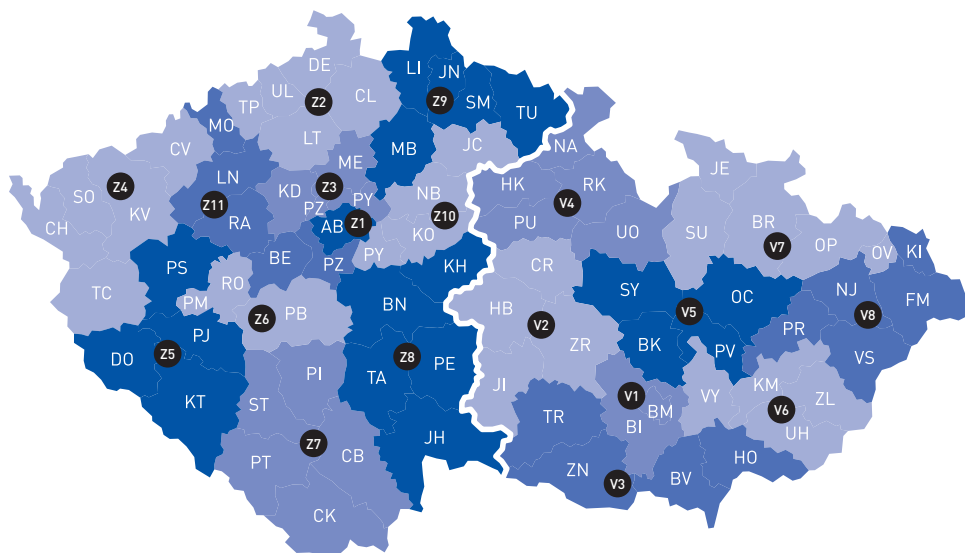 DE
LI
JN
UL
Z2
CL
Z9
SM
TP
TU
MO
LT
CV
MB
JC
NA
ME
LN
JE
SO
Z4
KD
Z3
NB
HK
RK
KV
Z11
PZ
PY
Z10
V4
CH
RA
AB
Z1
KO
PU
UO
SU
BR
V7
OP
BE
PZ
PY
KH
OV
KI
PS
RO
CR
TC
PM
BN
SY
OC
NJ
FM
Z6
PB
HB
V2
V5
V8
PJ
PR
DO
Z5
Z8
PE
ZR
BK
PV
VS
PI
TA
JI
KT
ST
V1
VY
KM
ZL
BM
V6
TR
BI
UH
Z7
JH
PT
CB
HO
ZN
V3
BV
CK